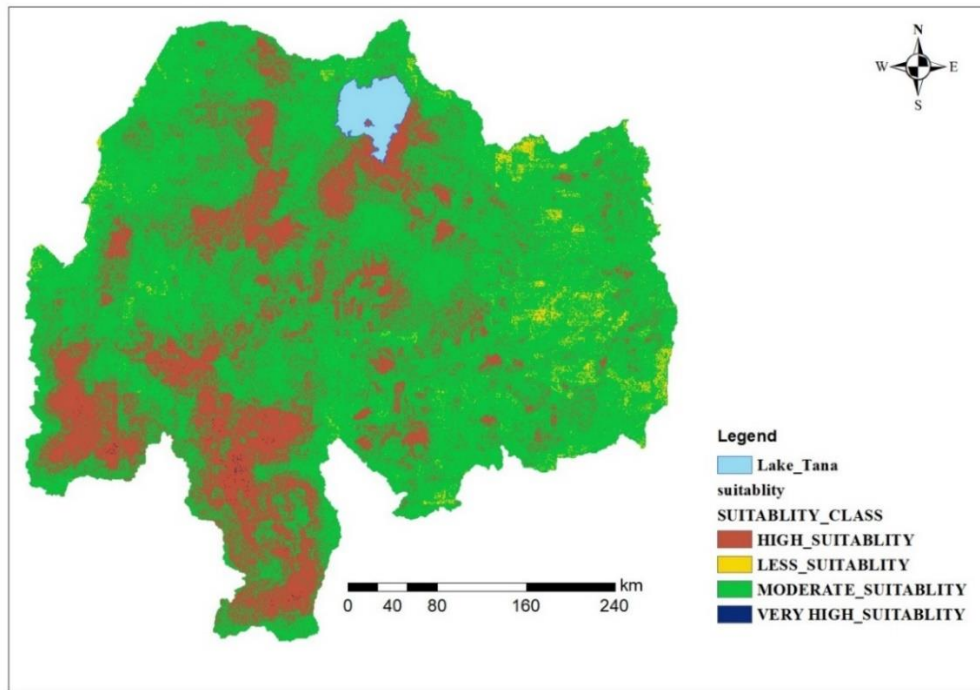 N
W E
S
Legend
Lake_Tana
suitablity
SUITABLITY_CLASS
HIGH_SUITABLITY
LESS_SUITABLITY
MODERATE_SUITABLITY
VERY HIGH_SUITABLITY
km
0 40 80 160 240